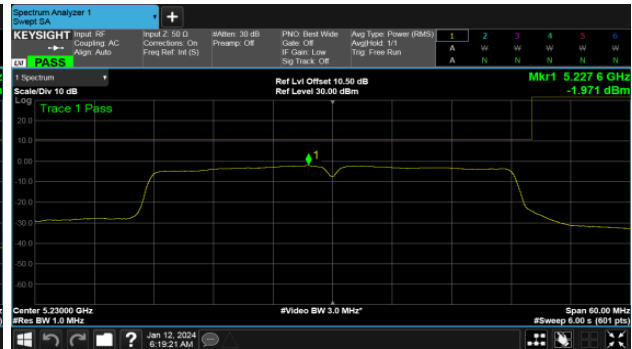 Spectrum Analyzer 1
Swept SA
+
KEYSIGHT Input: RF Input Z: 50 Ω #Atten: 30 dB PNO: Best Wide Avg Type: Power (RMS) 1 2 3 4 5 6
Coupling: AC Corrections: On Preamp: Off Gate: Off Avg|Hold: 1/1 A W W W W W
Align: Auto Freq Ref: Int (S) IF Gain: Low Trig: Free Run
LXI PASS Sig Track: Off A N N N N N
1 Spectrum Ref Lvl Offset 10.50 dB Mkr1 5.227 6 GHz
Scale/Div 10 dB Ref Level 30.00 dBm -1.971 dBm
Log
Trace 1 Pass
20.0
10.0
1
0.00
-10.0
-20.0
-30.0
-40.0
-50.0
-60.0
Center 5.23000 GHz #Video BW 3.0 MHz* Span 60.00 MHz
#Res BW 1.0 MHz #Sweep 6.00 s (601 pts)
? Jan 12, 2024
6:19:21 AM